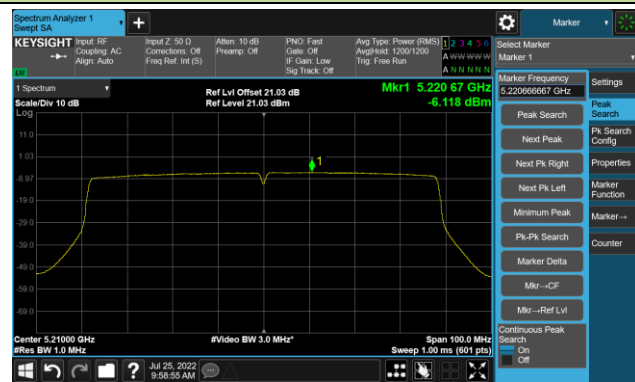 Spectrum Analyzer 1
Swept SA
Marker
KEYSIGHT
Input: RF
Coupling: AC
Align: Auto
Input Z: 50 Ω
Corrections: Off
Freq Ref: Int (S)
Atten: 10 dB
Preamp: Off
PNO: Fast
Gate: Off
IF Gain: Low
Sig Track: Off
Avg Type: Power (RMS)
Avg|Hold: 1200/1200
Trig: Free Run
1 2 3 4 5 6
A W W W W W
A N N N N N
Select Marker
Marker 1
1 Spectrum
Scale/Div 10 dB
Log
Ref Lvl Offset 21.03 dB
Ref Level 21.03 dBm
Mkr1 5.220 67 GHz
-6.118 dBm
Marker Frequency
5.220666667 GHz
Settings
Peak Search
Peak
Search
Next Peak
Pk Search
Config
Next Pk Right
Properties
Next Pk Left
Marker
Function
Minimum Peak
Marker→
Pk-Pk Search
Counter
Marker Delta
Mkr→CF
Mkr→Ref Lvl
Continuous Peak
Search
On
Off
11.0
1.03
-8.97
-19.0
-29.0
-39.0
-49.0
-59.0
-69.0
1
Center 5.21000 GHz
#Res BW 1.0 MHz
#Video BW 3.0 MHz*
Span 100.0 MHz
Sweep 1.00 ms (601 pts)
Jul 25, 2022
9:58:55 AM